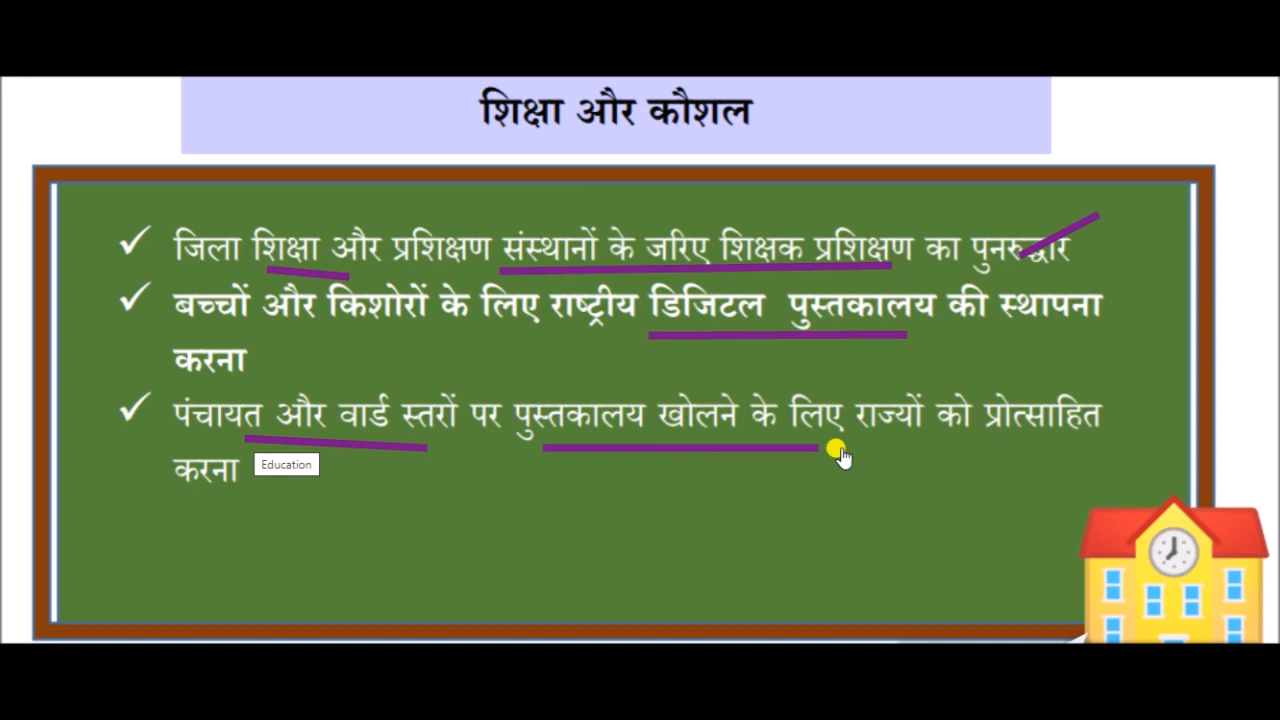 शिक्षा और कौशल
जिला शिक्षा और प्रशिक्षण संस्थानों के जरिए शिक्षक प्रशिक्षण का पुनरुद्धार
बच्चों और किशोरों के लिए राष्ट्रीय डिजिटल पुस्तकालय की स्थापना
करना
पंचायत और वार्ड स्तरों पर पुस्तकालय खोलने के लिए राज्यों को प्रोत्साहित
करना
Education